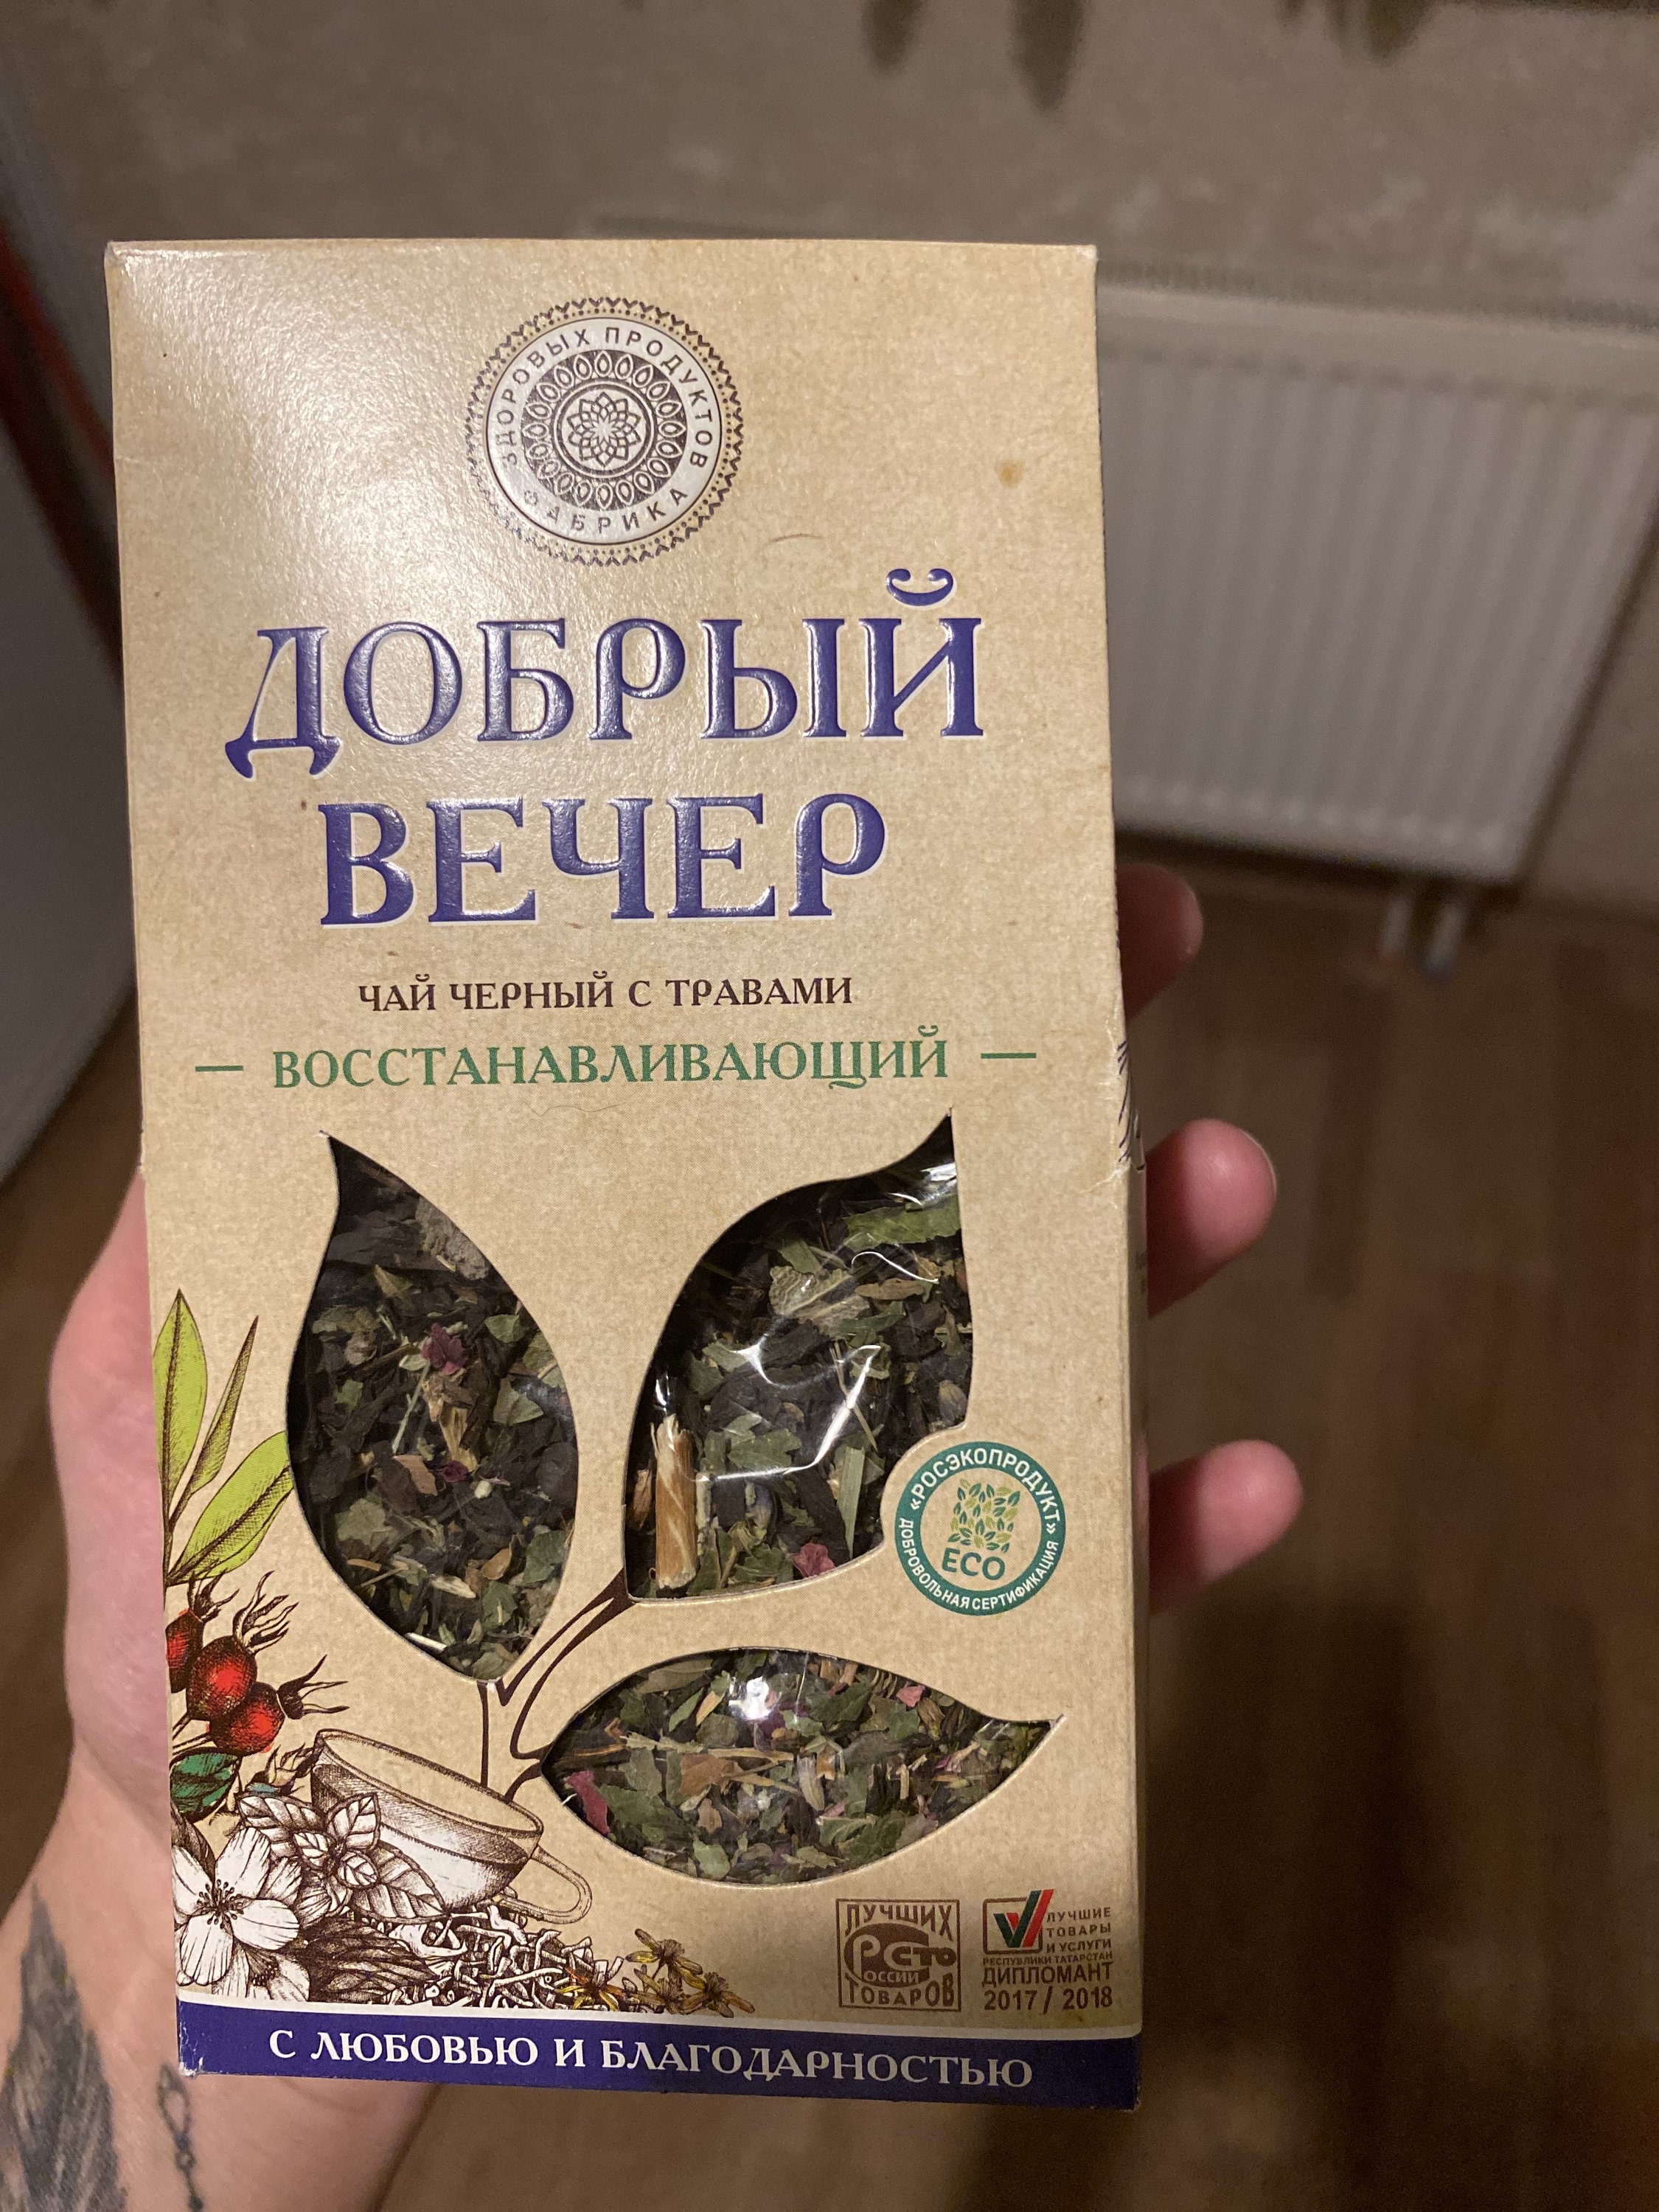 ЗДОРОВЫХ ПРОДУКТОВ
ФАБРИКА
ДОБРЫЙ
ВЕЧЕР
ЧАЙ ЧЕРНЫЙ С ТРАВАМИ
— ВОССТАНАВЛИВАЮЩИЙ —
«РОСЭКОПРОДУКТ»
ECO
ДОБРОВОЛЬНАЯ СЕРТИФИКАЦИЯ
ЛУЧШИХ
СТО
РОССИИ
ТОВАРОВ
ЛУЧШИЕ
ТОВАРЫ
И УСЛУГИ
РЕСПУБЛИКИ ТАТАРСТАН
ДИПЛОМАНТ
2017 / 2018
С ЛЮБОВЬЮ И БЛАГОДАРНОСТЬЮ